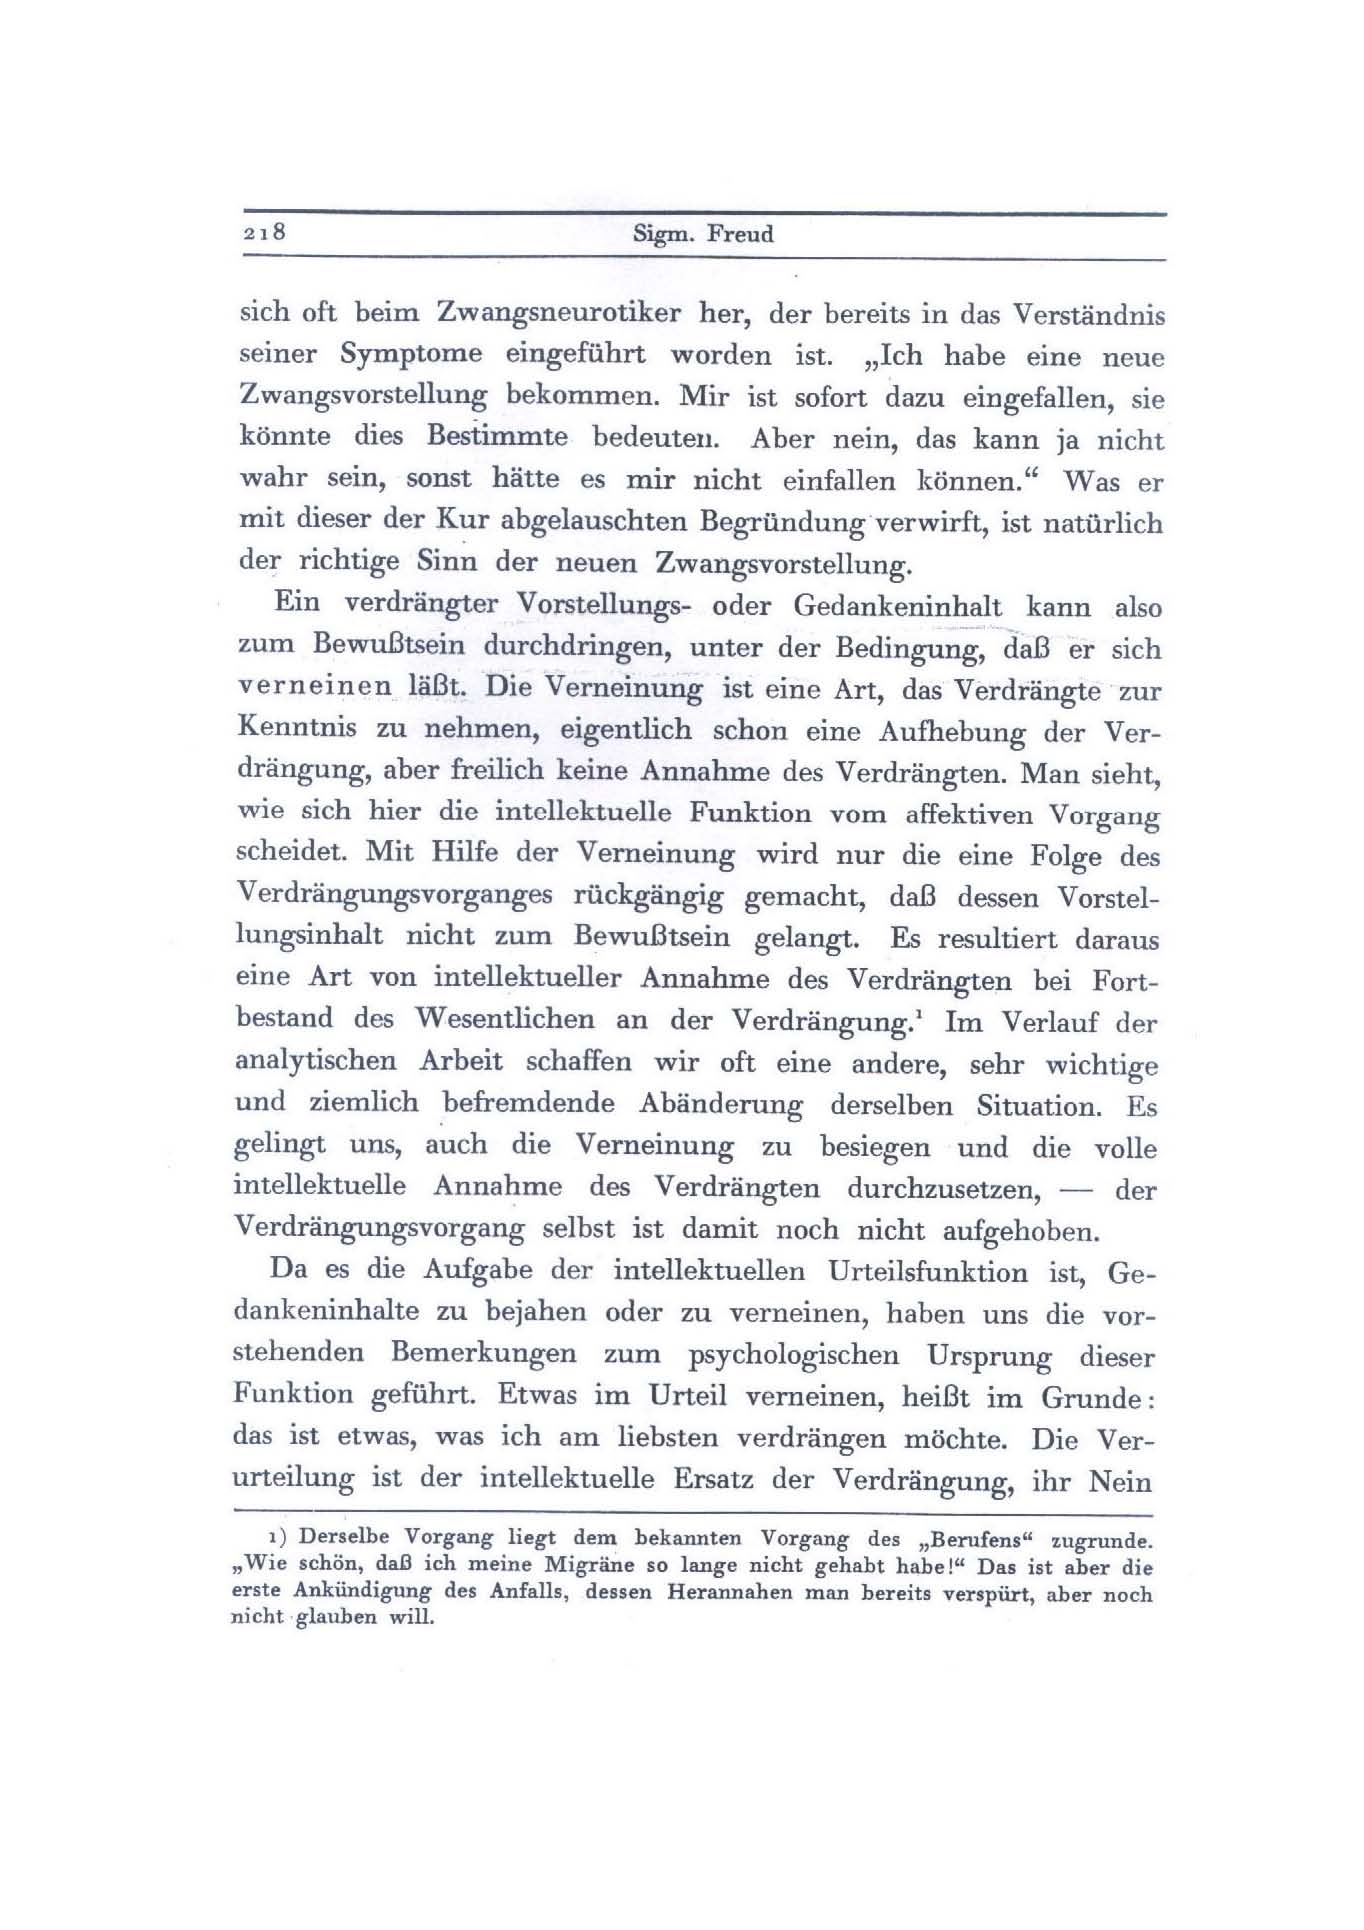 218
Sigm. Freud
sich oft beim Zwangsneurotiker her, der bereits in das Verständnis
seiner Symptome eingeführt worden ist. „Ich habe eine neue
Zwangsvorstellung bekommen. Mir ist sofort dazu eingefallen, sie
könnte dies Bestimmte bedeuten. Aber nein, das kann ja nicht
wahr sein, sonst hätte es mir nicht einfallen können.“ Was er
mit dieser der Kur abgelauschten Begründung verwirft, ist natürlich
der richtige Sinn der neuen Zwangsvorstellung.
Ein verdrängter Vorstellungs- oder Gedankeninhalt kann also
zum Bewußtsein durchdringen, unter der Bedingung, daß er sich
verneinen läßt. Die Verneinung ist eine Art, das Verdrängte zur
Kenntnis zu nehmen, eigentlich schon eine Aufhebung der Ver-
drängung, aber freilich keine Annahme des Verdrängten. Man sieht,
wie sich hier die intellektuelle Funktion vom affektiven Vorgang
scheidet. Mit Hilfe der Verneinung wird nur die eine Folge des
Verdrängungsvorganges rückgängig gemacht, daß dessen Vorstel-
lungsinhalt nicht zum Bewußtsein gelangt. Es resultiert daraus
eine Art von intellektueller Annahme des Verdrängten bei Fort-
bestand des Wesentlichen an der Verdrängung.¹ Im Verlauf der
analytischen Arbeit schaffen wir oft eine andere, sehr wichtige
und ziemlich befremdende Abänderung derselben Situation. Es
gelingt uns, auch die Verneinung zu besiegen und die volle
intellektuelle Annahme des Verdrängten durchzusetzen, — der
Verdrängungsvorgang selbst ist damit noch nicht aufgehoben.
Da es die Aufgabe der intellektuellen Urteilsfunktion ist, Ge-
dankeninhalte zu bejahen oder zu verneinen, haben uns die vor-
stehenden Bemerkungen zum psychologischen Ursprung dieser
Funktion geführt. Etwas im Urteil verneinen, heißt im Grunde:
das ist etwas, was ich am liebsten verdrängen möchte. Die Ver-
urteilung ist der intellektuelle Ersatz der Verdrängung, ihr Nein
1) Derselbe Vorgang liegt dem bekannten Vorgang des „Berufens“ zugrunde.
„Wie schön, daß ich meine Migräne so lange nicht gehabt habe!“ Das ist aber die
erste Ankündigung des Anfalls, dessen Herannahen man bereits verspürt, aber noch
nicht glauben will.